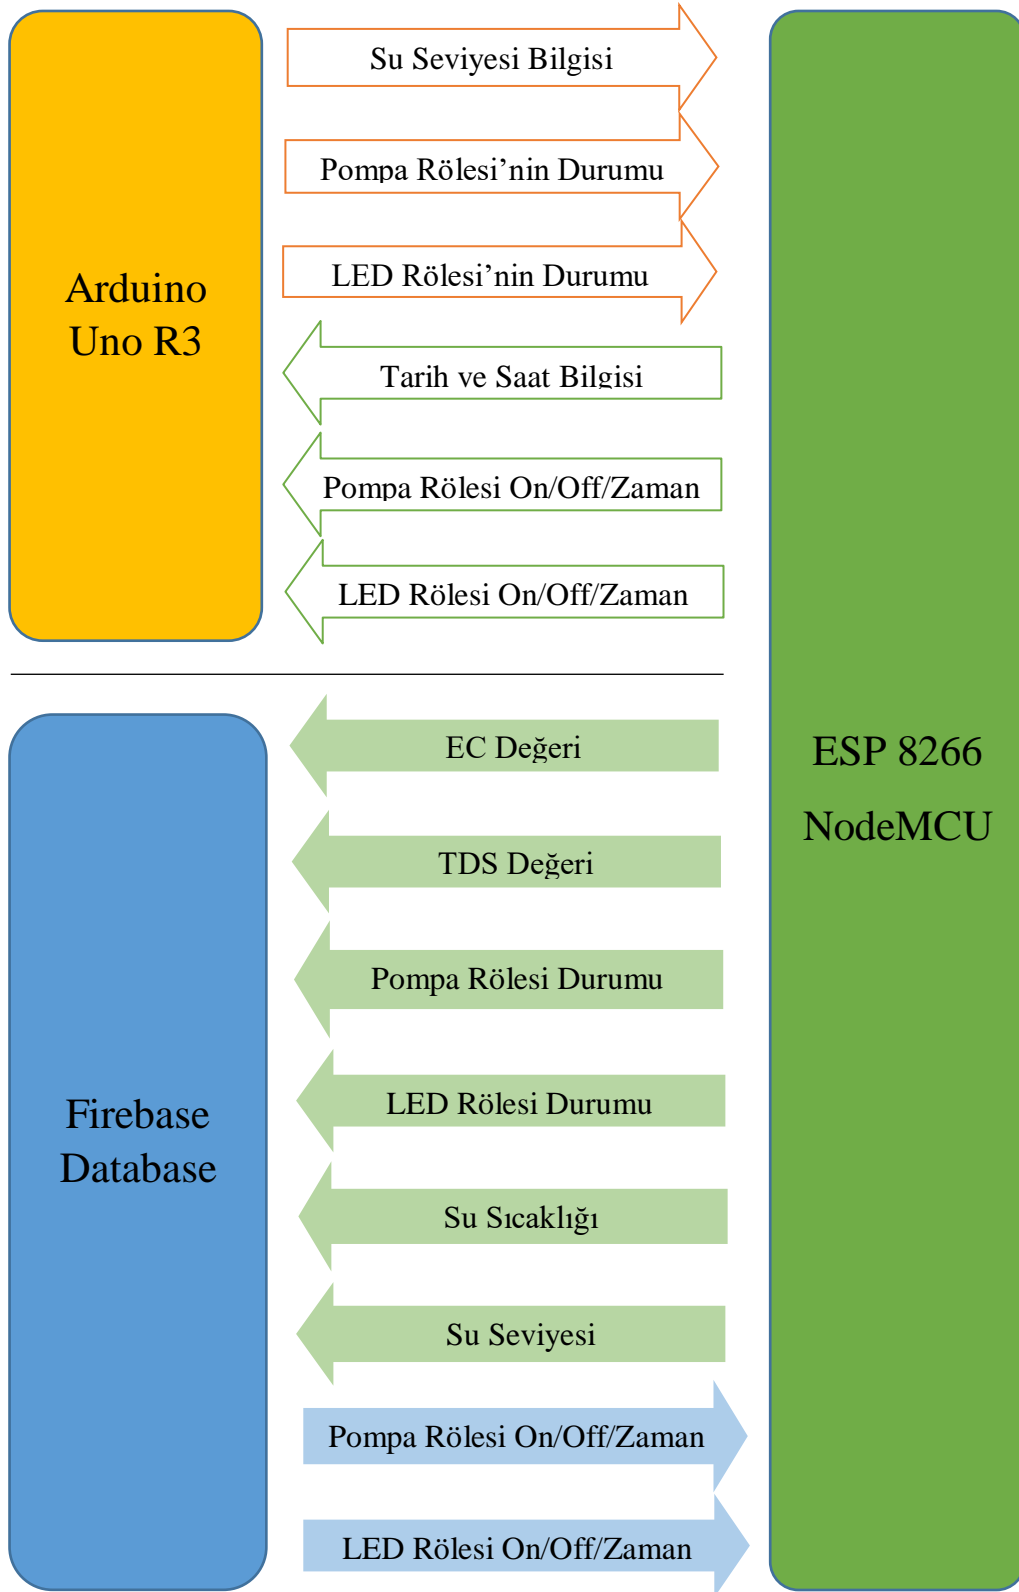 Arduino
Uno R3
Su Seviyesi Bilgisi
Pompa Rölesi’nin Durumu
LED Rölesi’nin Durumu
Tarih ve Saat Bilgisi
Pompa Rölesi On/Off/Zaman
LED Rölesi On/Off/Zaman
ESP 8266
NodeMCU
Firebase
Database
EC Değeri
TDS Değeri
Pompa Rölesi Durumu
LED Rölesi Durumu
Su Sıcaklığı
Su Seviyesi
Pompa Rölesi On/Off/Zaman
LED Rölesi On/Off/Zaman